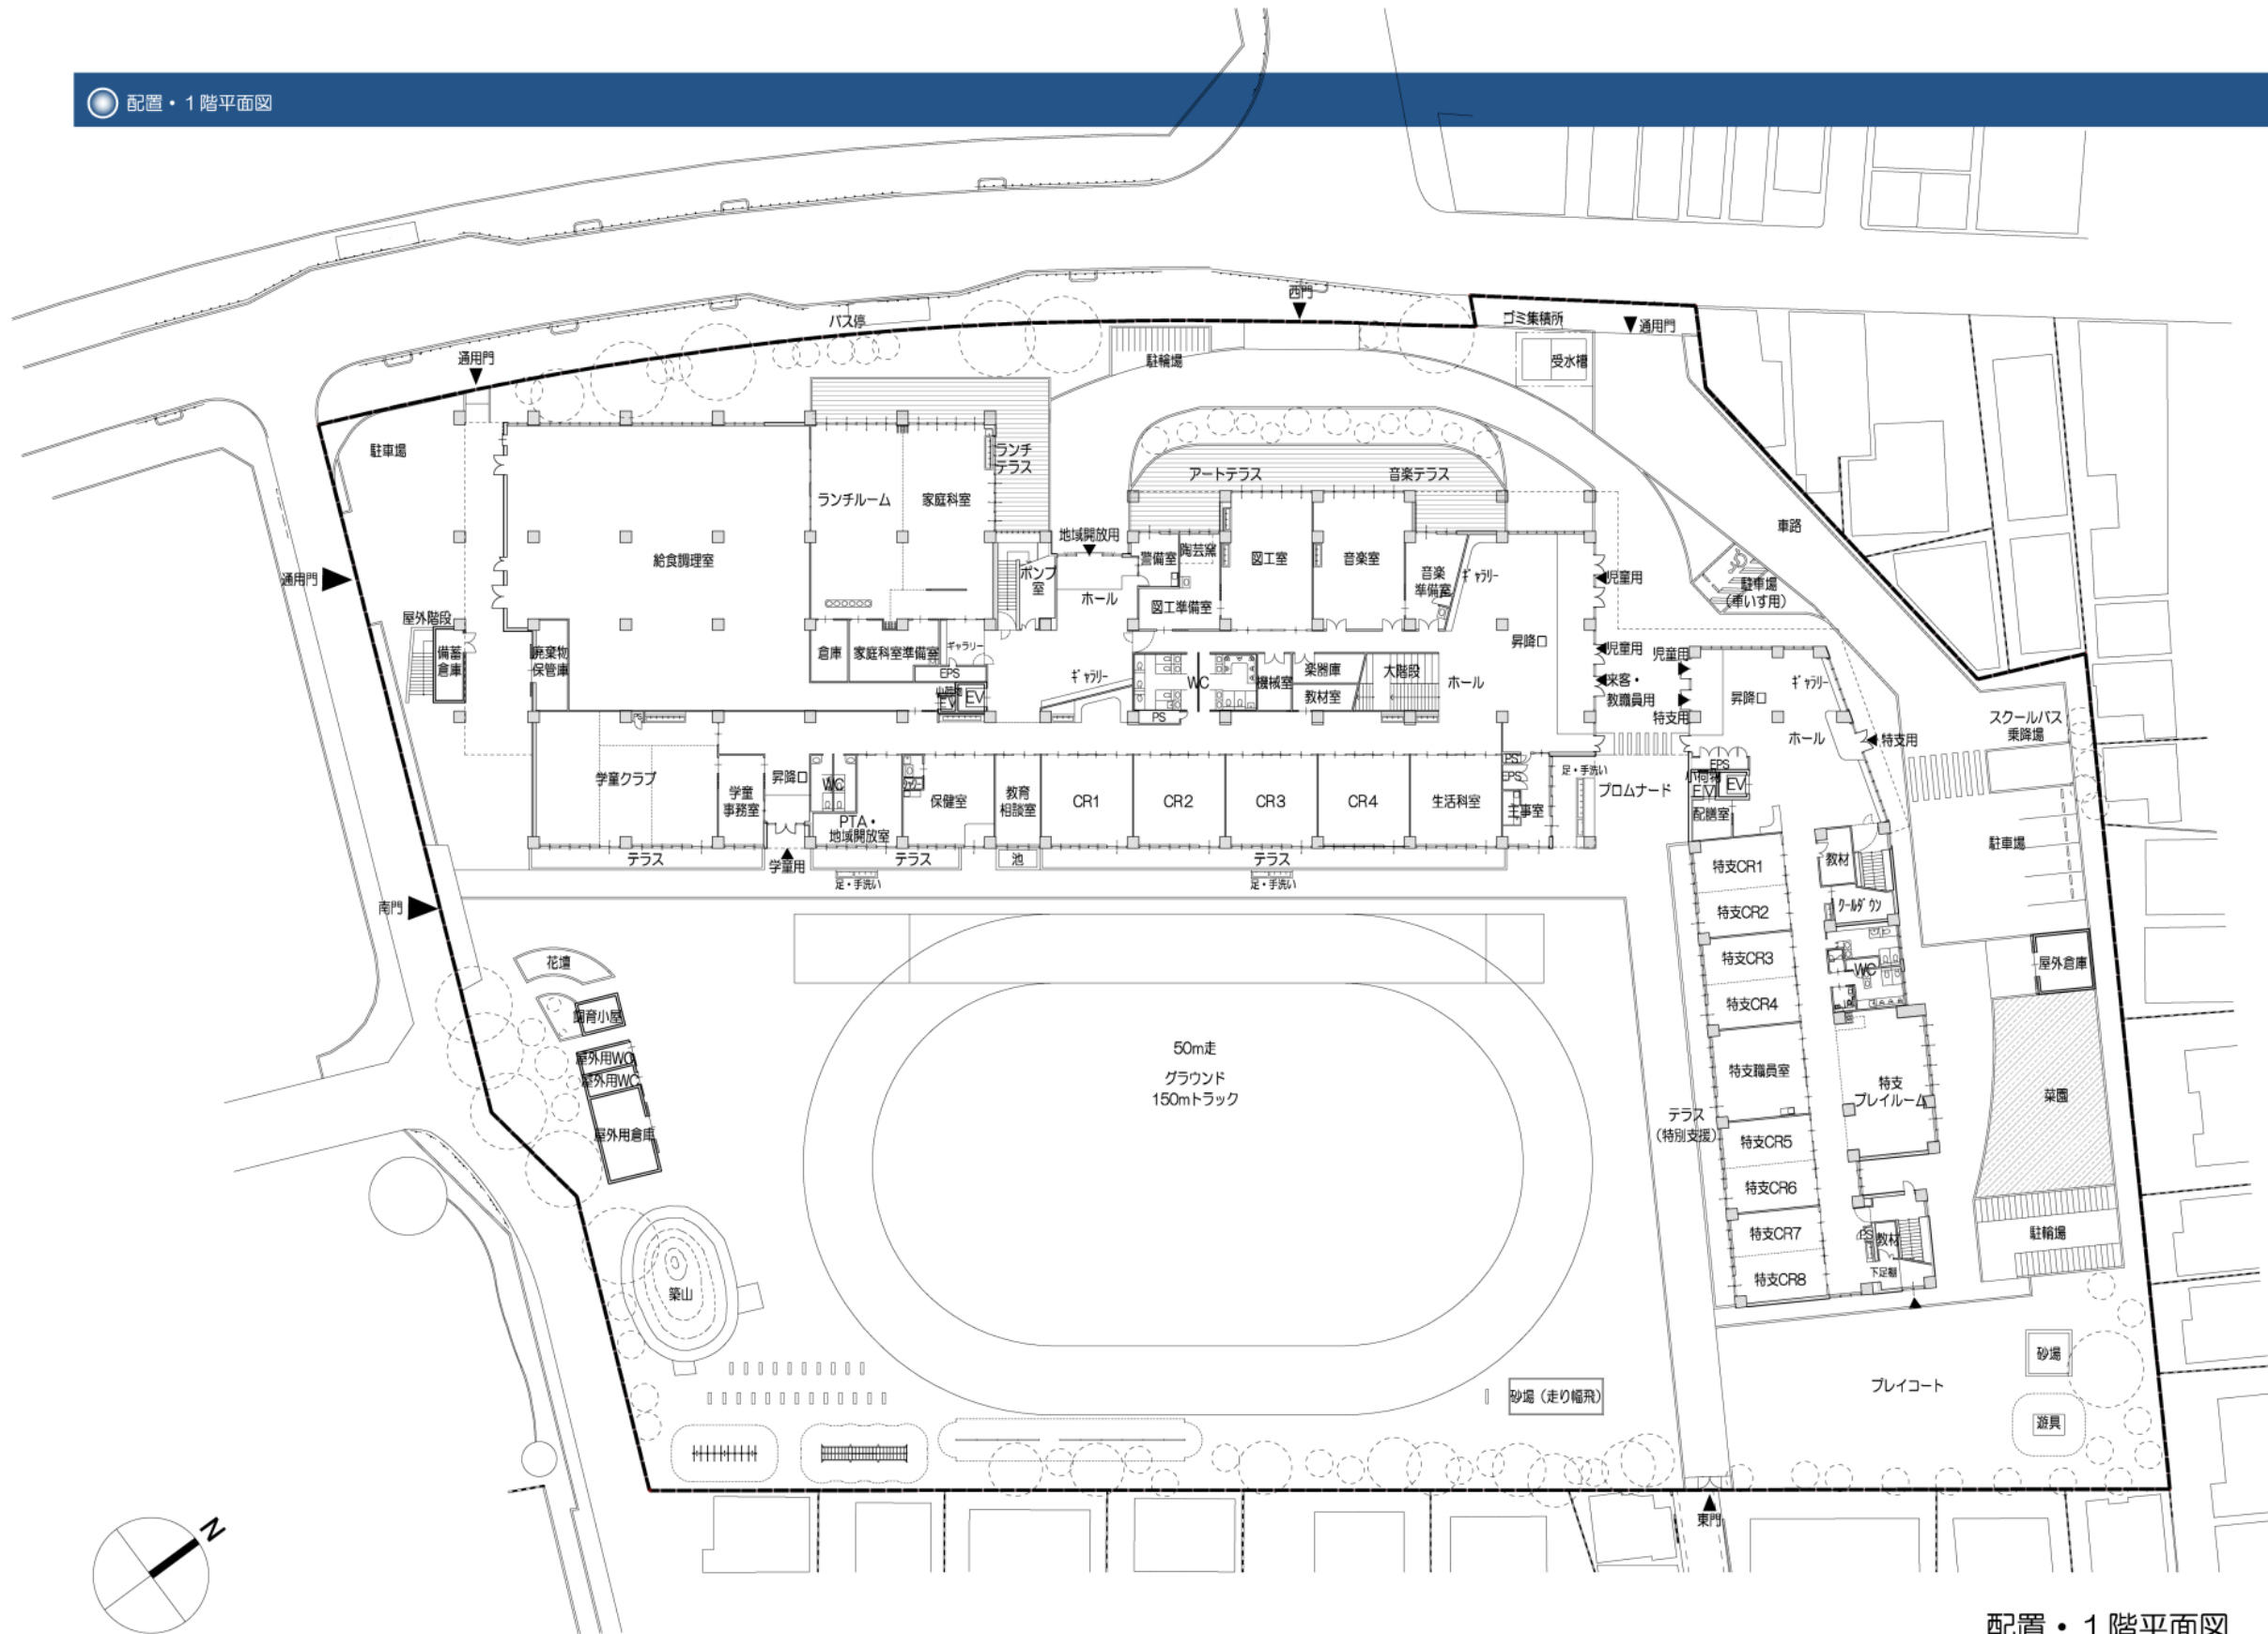 配置・１階平面図
西門
バス停
ゴミ集積所
通用門
通用門
駐輪場
受水槽
駐車場
ランチ
テラス
アートテラス
音楽テラス
ランチルーム
家庭科室
車路
地域開放用
給食調理室
警備室
陶芸窯
図工室
音楽室
通用門
ポンプ
室
音楽
準備室
ギャラリー
児童用
駐車場
(車いす用)
ホール
図工準備室
屋外階段
備蓄
倉庫
廃棄物
保管庫
倉庫
家庭科室準備室
ギャラリー
昇降口
児童用
児童用
EPS
ギャラリー
WC
機械室
楽器庫
大階段
ホール
来客・
教職員用
ギャラリー
EV
EV
教材室
昇降口
PS
特支用
スクールバス
乗降場
ホール
特支用
学童クラブ
昇降口
WC
PS
EPS
足・手洗い
EPS
小荷物
EV
EV
学童
事務室
保健室
教育
相談室
CR1
CR2
CR3
CR4
生活科室
主事室
プロムナード
配膳室
PTA・
地域開放室
テラス
学童用
テラス
池
テラス
足・手洗い
足・手洗い
特支CR1
教材
駐車場
南門
特支CR2
クールダウン
花壇
特支CR3
WC
屋外倉庫
飼育小屋
特支CR4
屋外用WC
屋外用WC
50m走
グラウンド
150mトラック
特支職員室
特支
プレイルーム
菜園
屋外用倉庫
テラス
(特別支援)
特支CR5
特支CR6
特支CR7
PS
教材
駐輪場
築山
特支CR8
下足棚
砂場
プレイコート
砂場（走り幅飛）
遊具
東門
N
配置・１階平面図